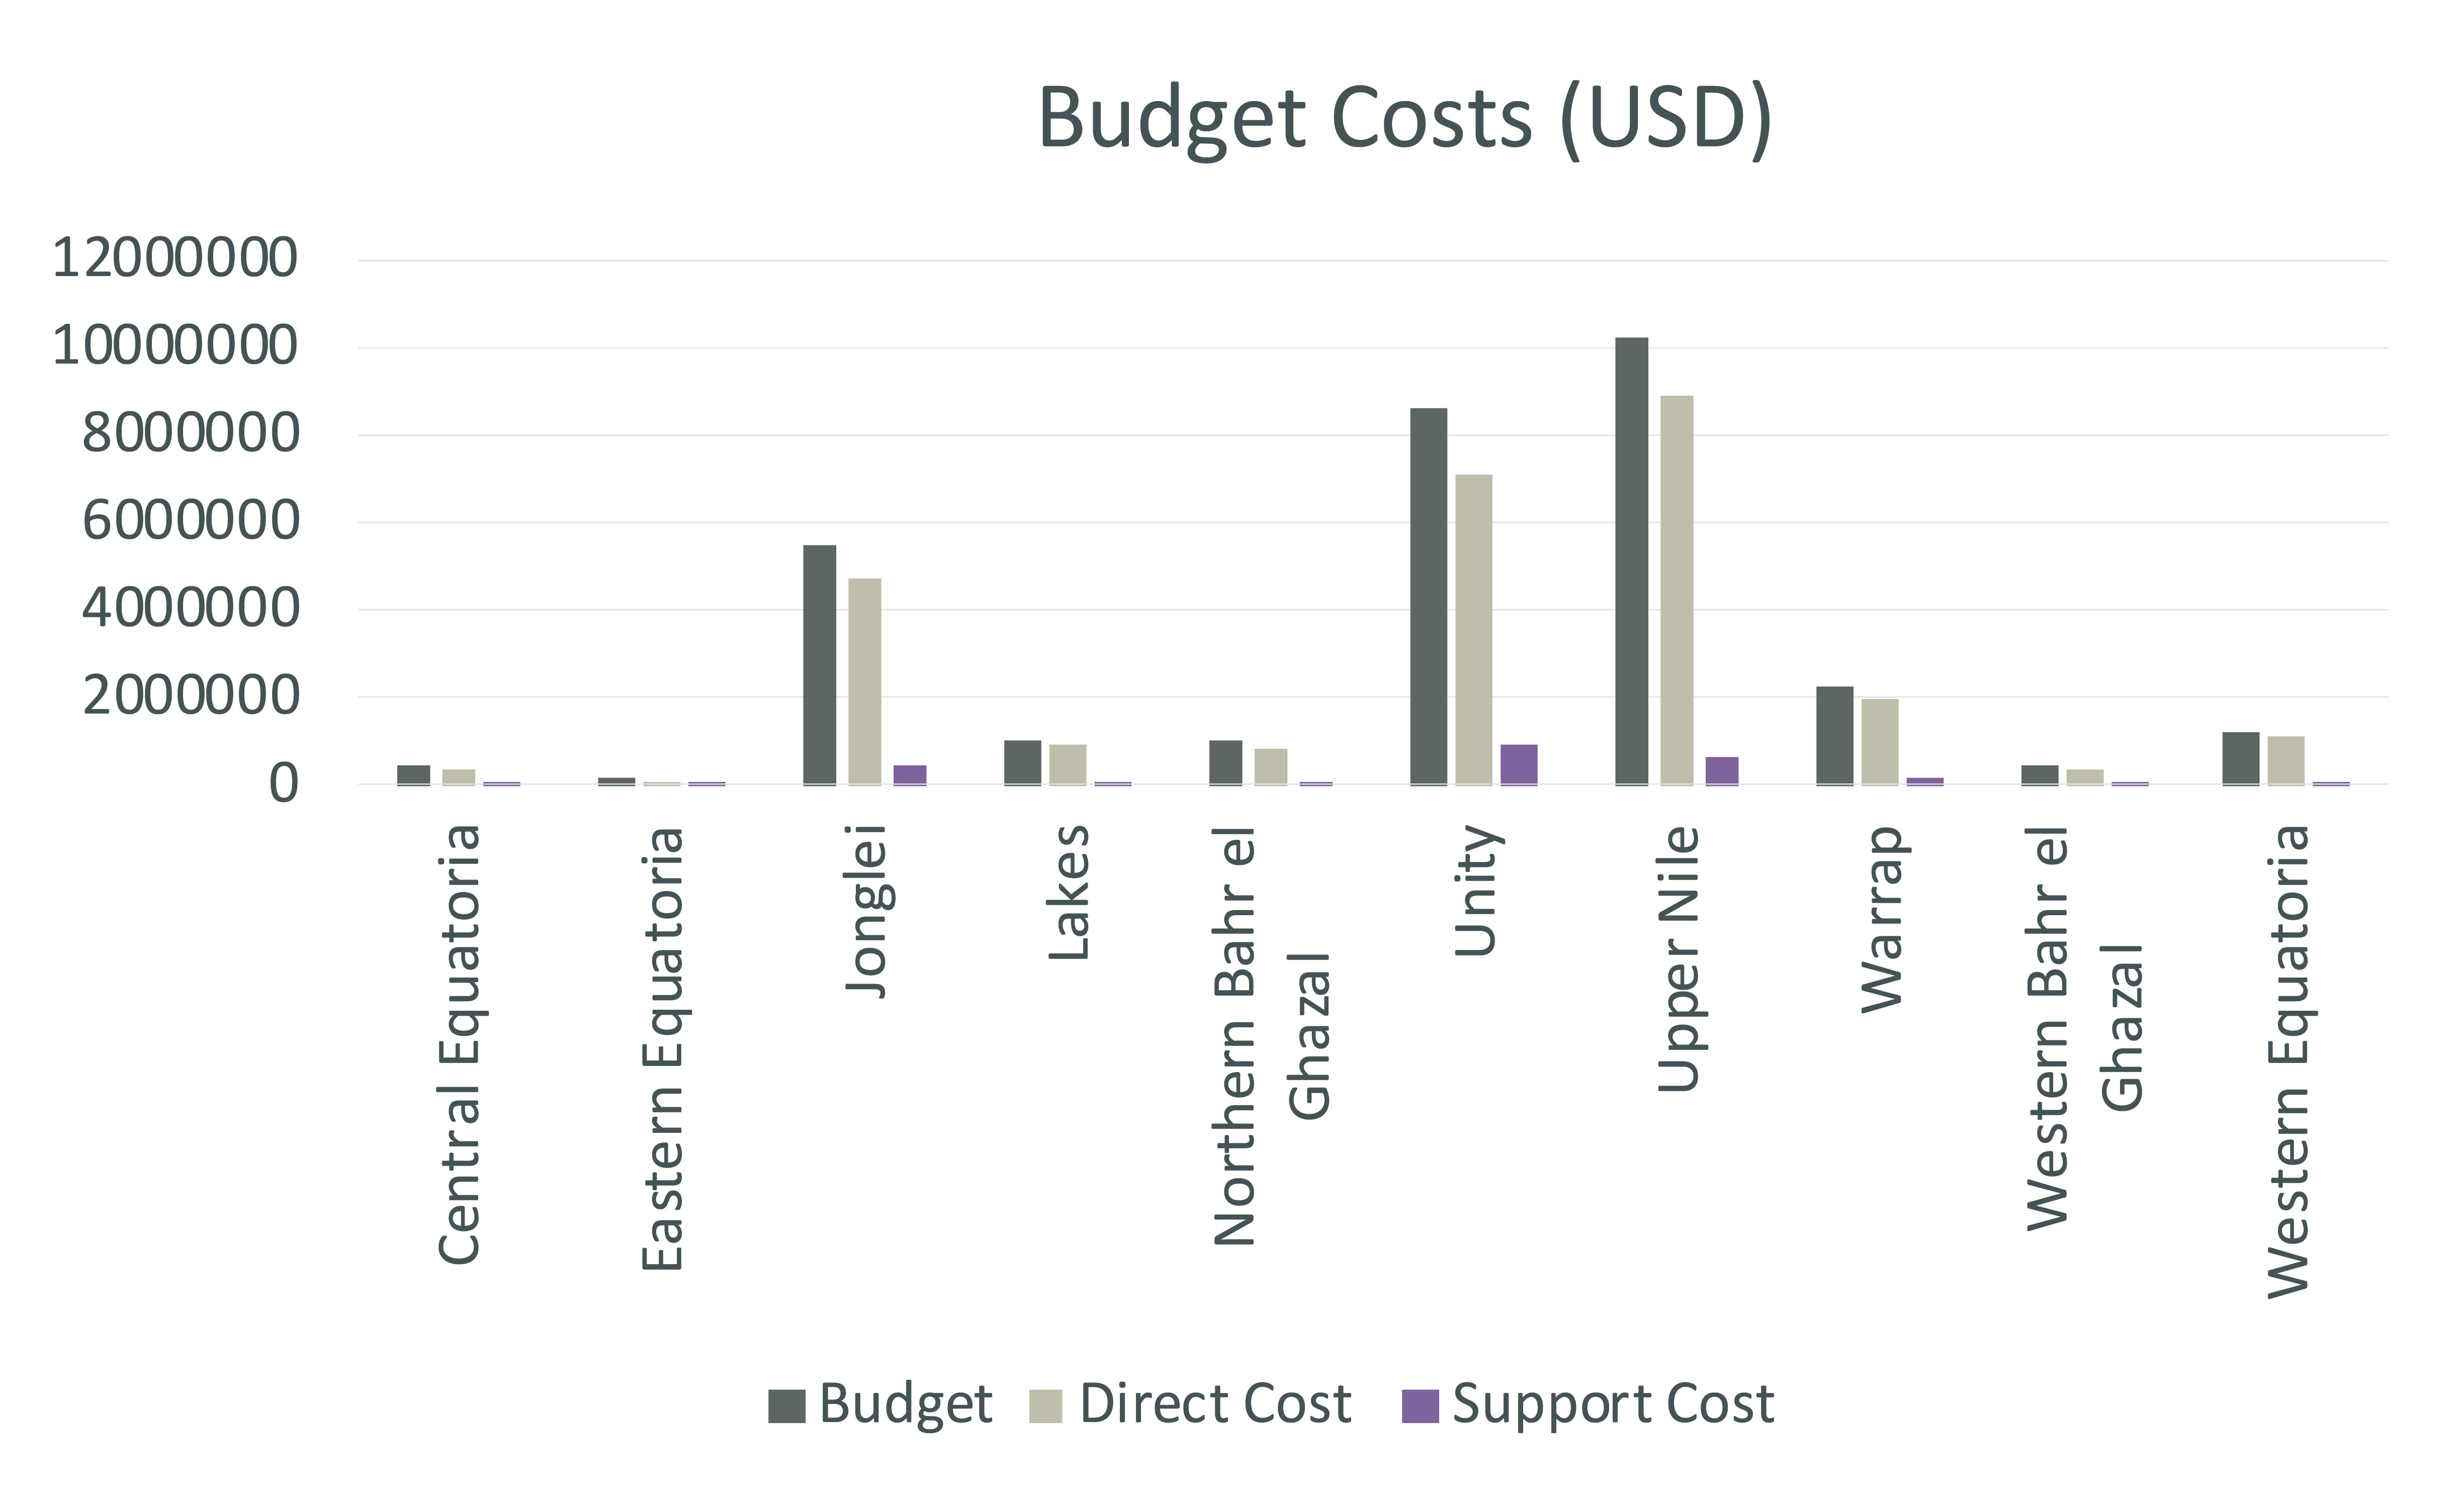 Budget Costs (USD)
12000000
10000000
8000000
6000000
4000000
2000000
0
Central Equatoria
Eastern Equatoria
Jonglei
Lakes
Northern Bahr el
Ghazal
Unity
Upper Nile
Warrap
Western Bahr el
Ghazal
Western Equatoria
Budget
Direct Cost
Support Cost